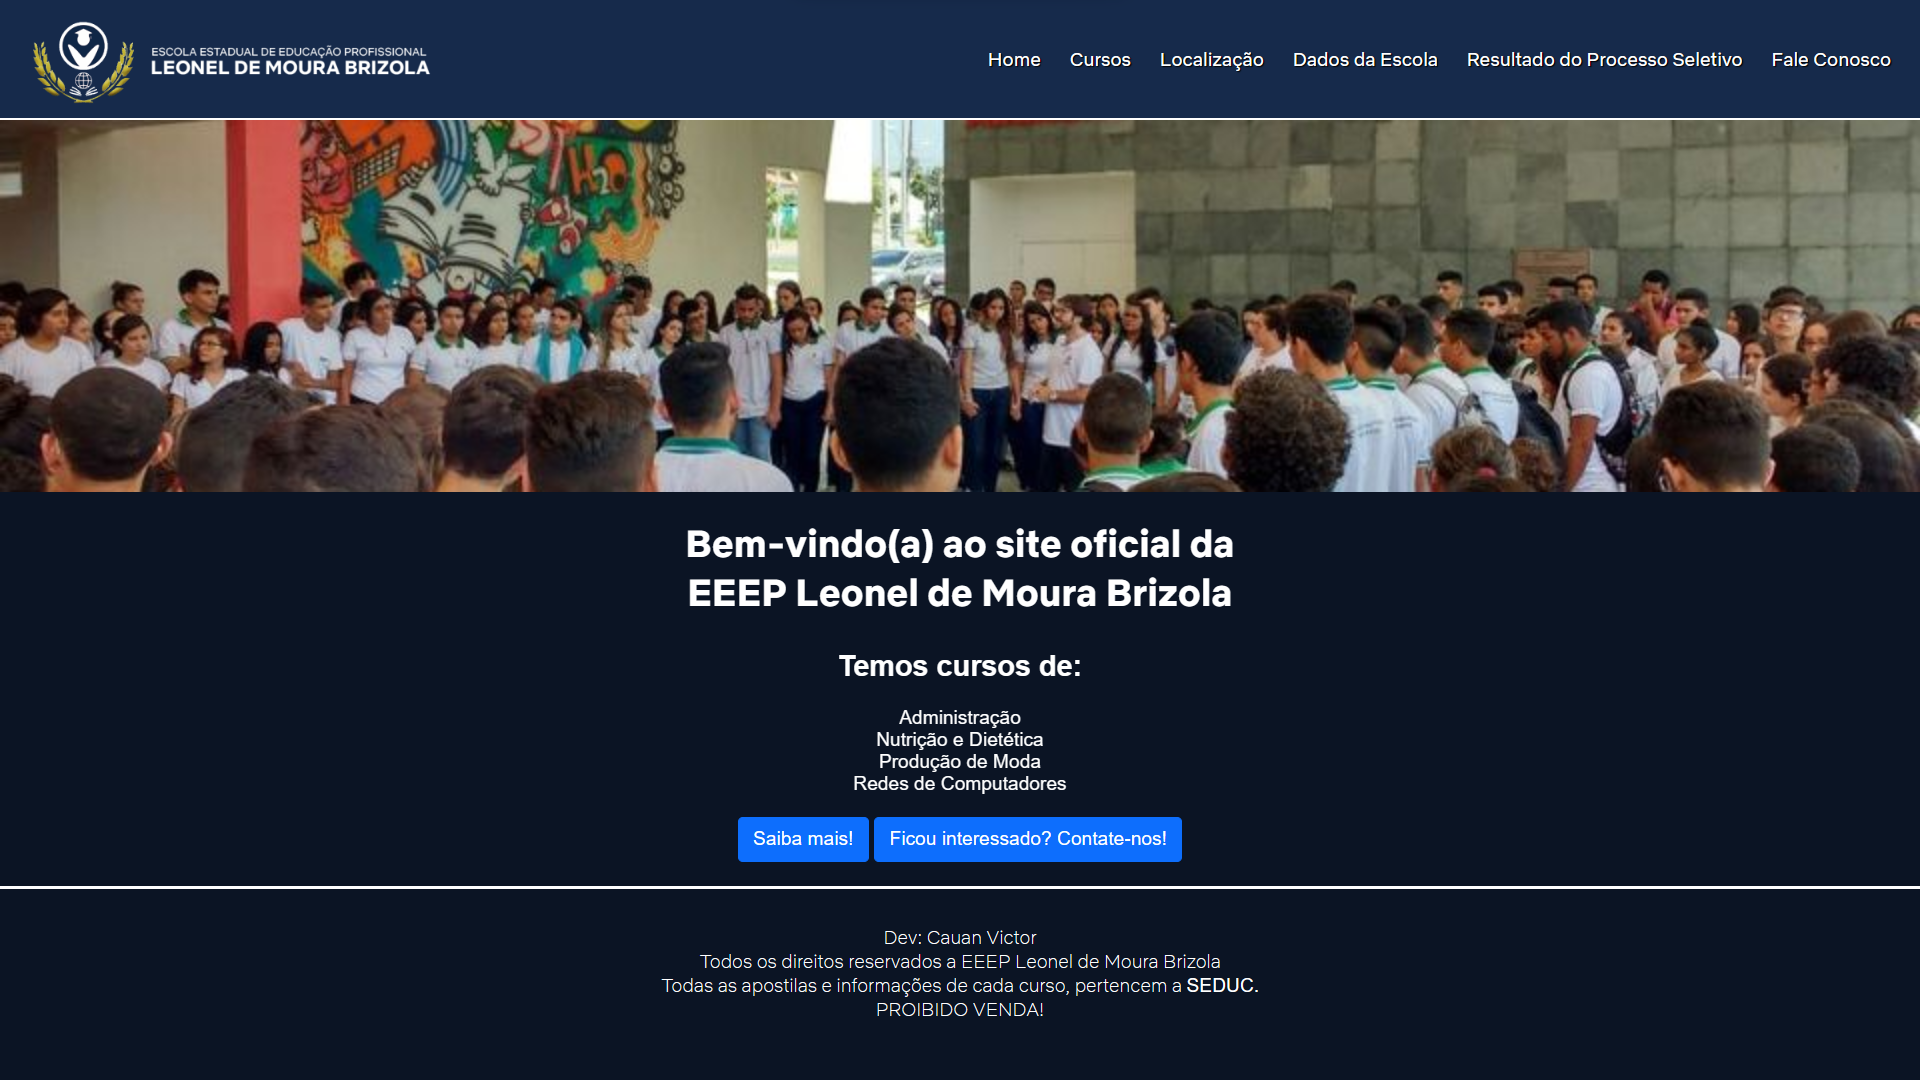 ESCOLA ESTADUAL DE EDUCAÇÃO PROFISSIONAL
LEONEL DE MOURA BRIZOLA
Home Cursos Localização Dados da Escola Resultado do Processo Seletivo Fale Conosco
H2O
Bem-vindo(a) ao site oficial da
EEEP Leonel de Moura Brizola
Temos cursos de:
Administração
Nutrição e Dietética
Produção de Moda
Redes de Computadores
Saiba mais! Ficou interessado? Contate-nos!
Dev: Cauan Victor
Todos os direitos reservados a EEEP Leonel de Moura Brizola
Todas as apostilas e informações de cada curso, pertencem a SEDUC.
PROIBIDO VENDA!